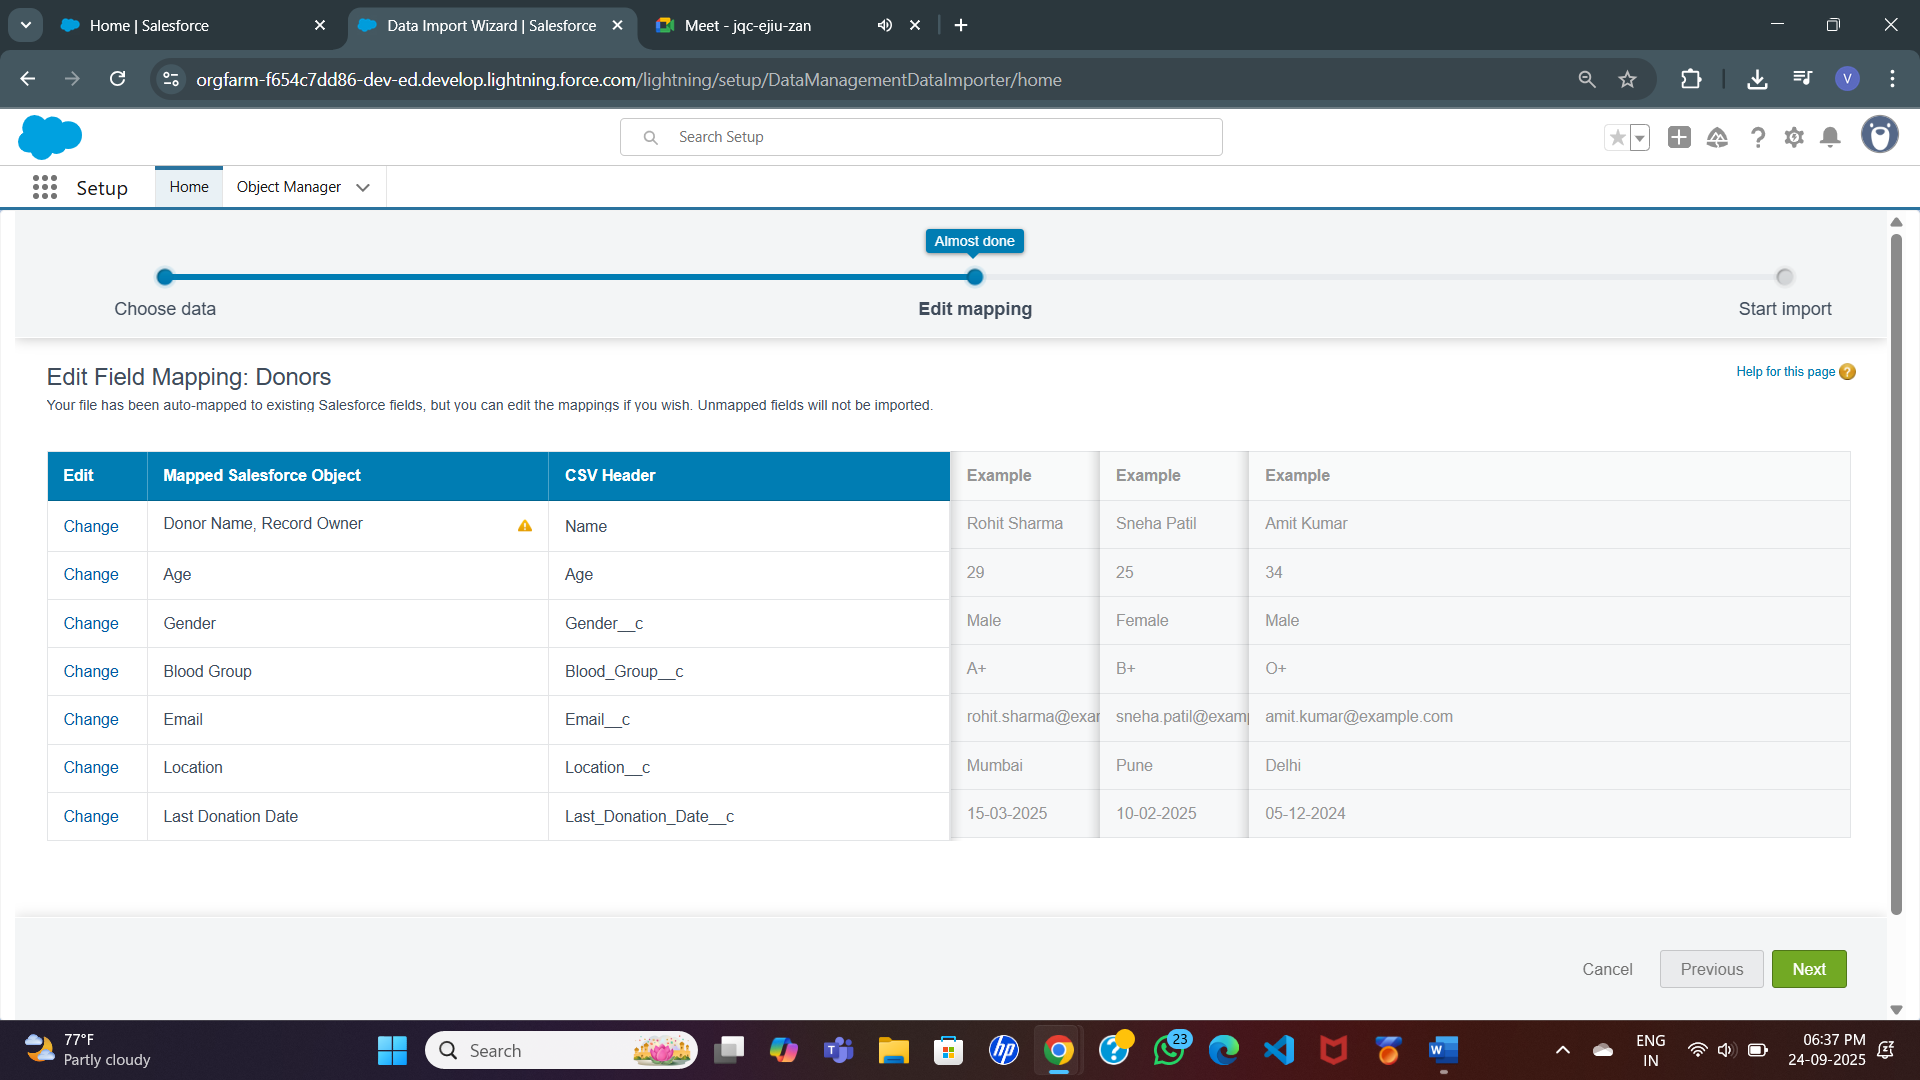 Home | Salesforce
Data Import Wizard | Salesforce
Meet - jqc-ejiu-zan
orgfarm-f654c7dd86-dev-ed.develop.lightning.force.com/lightning/setup/DataManagementDataImporter/home
V
Search Setup
Setup
Home
Object Manager
Almost done
Choose data
Edit mapping
Start import
Edit Field Mapping: Donors
Help for this page ?
Your file has been auto-mapped to existing Salesforce fields, but you can edit the mappings if you wish. Unmapped fields will not be imported.
Edit Mapped Salesforce Object CSV Header Example Example Example
Change Donor Name, Record Owner Name Rohit Sharma Sneha Patil Amit Kumar
Change Age Age 29 25 34
Change Gender Gender__c Male Female Male
Change Blood Group Blood_Group__c A+ B+ O+
Change Email Email__c rohit.sharma@exar sneha.patil@examp amit.kumar@example.com
Change Location Location__c Mumbai Pune Delhi
Change Last Donation Date Last_Donation_Date__c 15-03-2025 10-02-2025 05-12-2024
Cancel Previous Next
77°F
Partly cloudy
Search
23
ENG
IN
06:37 PM
24-09-2025